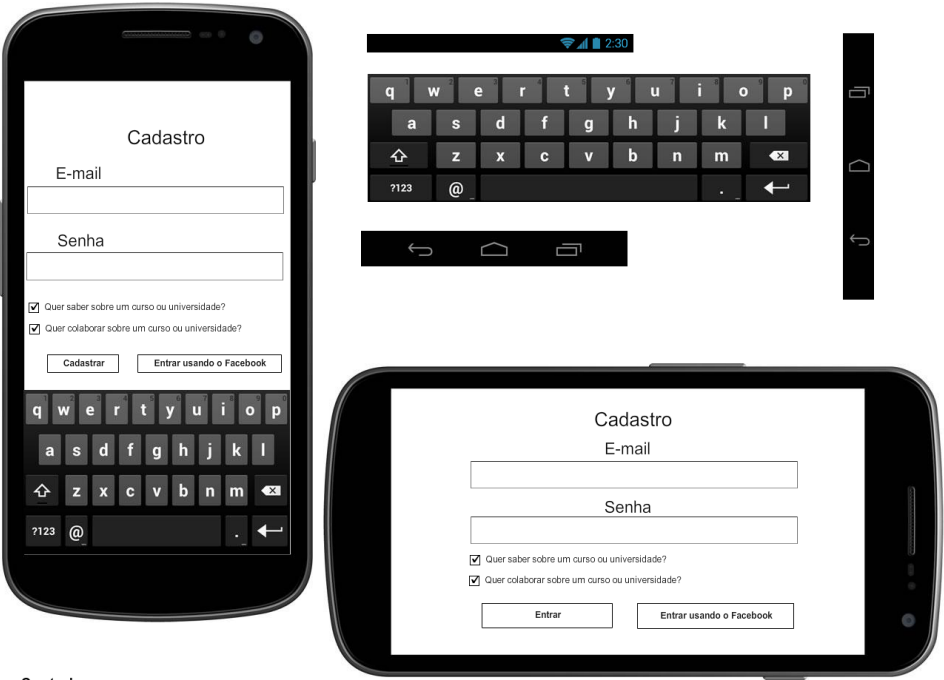 Cadastro
E-mail
Senha
Quer saber sobre um curso ou universidade?
Quer colaborar sobre um curso ou universidade?
Cadastrar
Entrar usando o Facebook
q w e r t y u i o p
a s d f g h j k l
z x c v b n m
?123 @ .
2:30
q w e r t y u i o p
a s d f g h j k l
z x c v b n m
?123 @ .
Cadastro
E-mail
Senha
Quer saber sobre um curso ou universidade?
Quer colaborar sobre um curso ou universidade?
Entrar
Entrar usando o Facebook